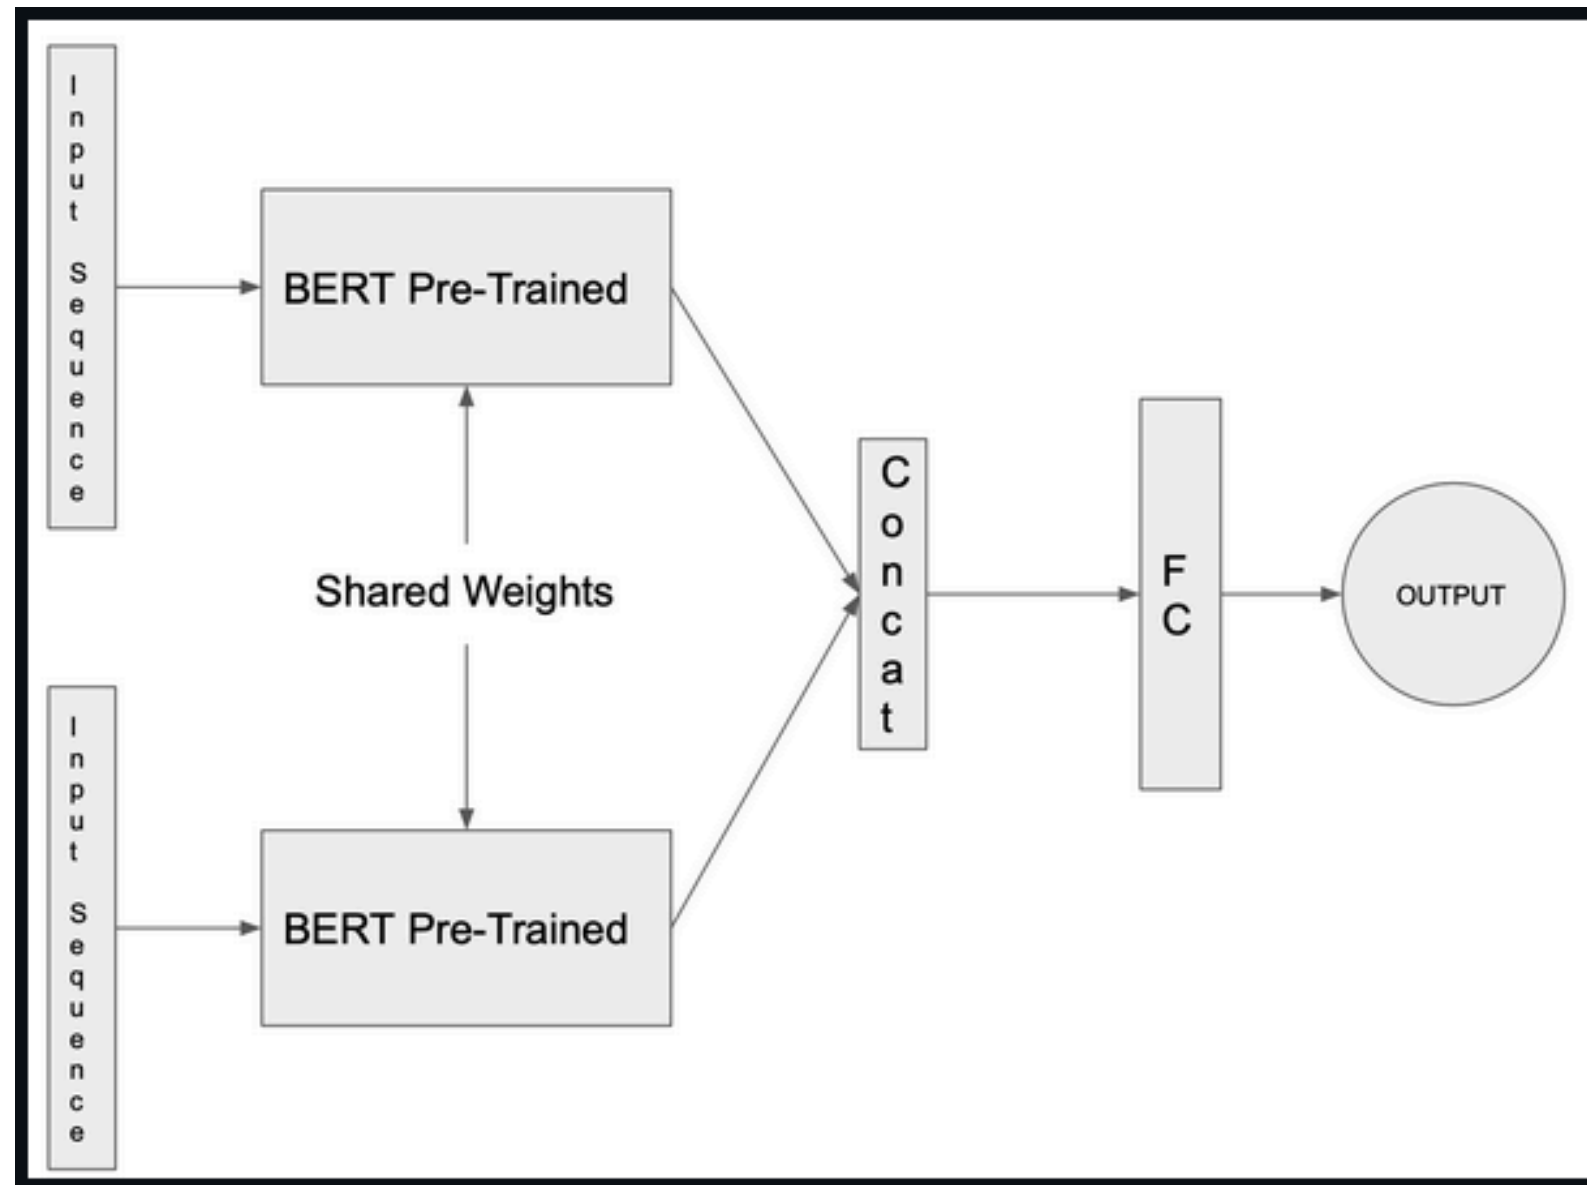 Input Sequence
BERT Pre-Trained
Shared Weights
Concat
FC
OUTPUT
Input Sequence
BERT Pre-Trained